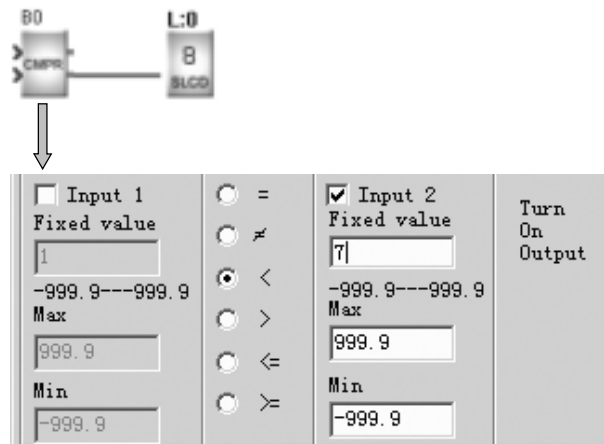 B0
L:0
CMPR
8
SLCD
Input 1
Fixed value
1
-999.9---999.9
Max
999.9
Min
-999.9
=
≠
<
>
<=
>=
Input 2
Fixed value
7
-999.9---999.9
Max
999.9
Min
-999.9
Turn
On
Output